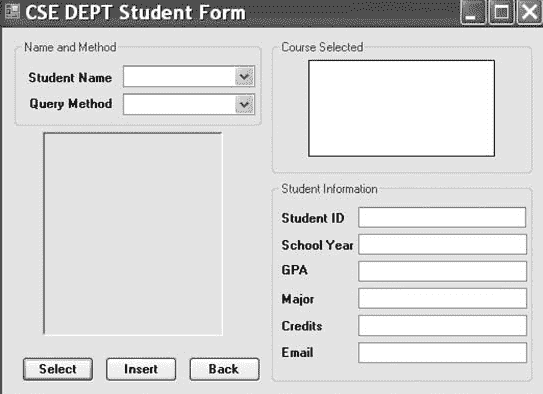 CSE DEPT Student Form
Name and Method
Student Name
Query Method
Course Selected
Student Information
Student ID
School Year
GPA
Major
Credits
Email
Select Insert Back